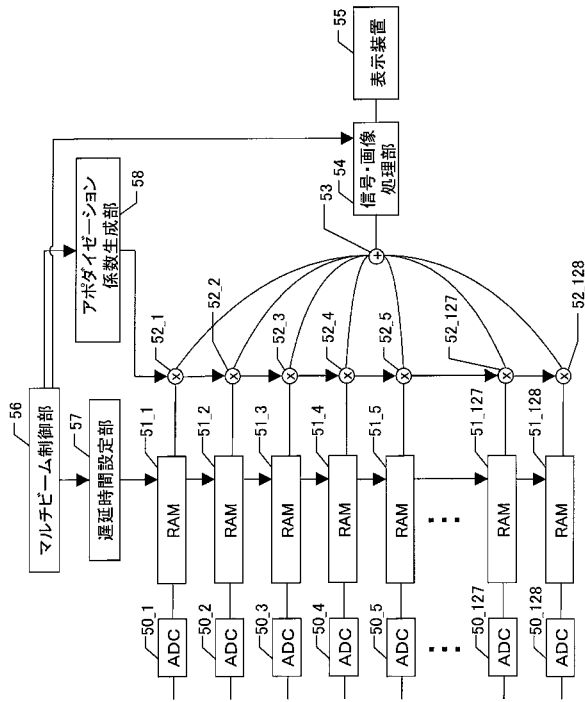 56
マルチビーム制御部
57
遅延時間設定部
アポダイゼーション
係数生成部
58
50_1
ADC
51_1
RAM
52_1
×
50_2
ADC
51_2
RAM
52_2
×
50_3
ADC
51_3
RAM
52_3
×
50_4
ADC
51_4
RAM
52_4
×
50_5
ADC
51_5
RAM
52_5
×
50_127
ADC
51_127
RAM
52_127
×
50_128
ADC
51_128
RAM
52_128
×
53
+
54
信号・画像
処理部
55
表示装置